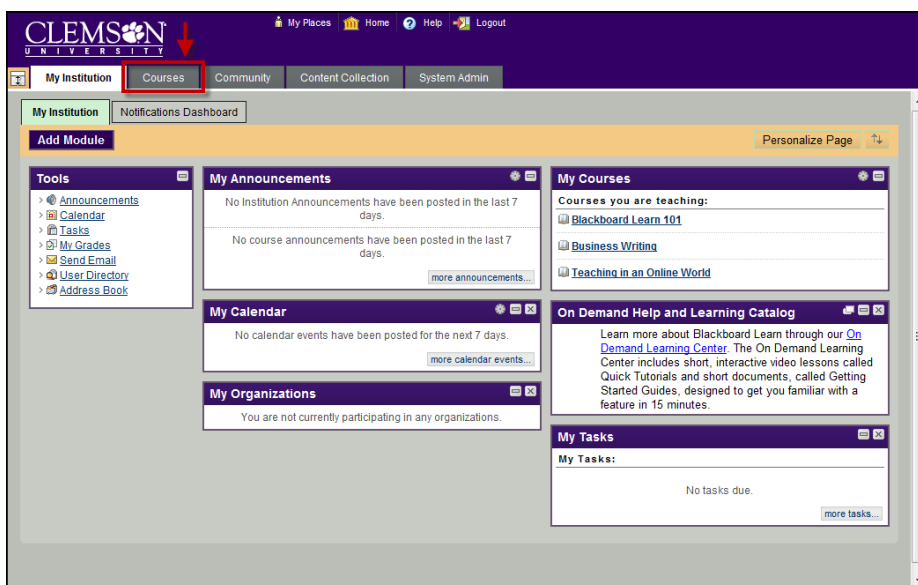 CLEMSON
UNIVERSITY
My Places Home Help Logout
My Institution Courses Community Content Collection System Admin
My Institution Notifications Dashboard
Add Module
Personalize Page
Tools
Announcements
Calendar
Tasks
My Grades
Send Email
User Directory
Address Book
My Announcements
No Institution Announcements have been posted in the last 7
days.
No course announcements have been posted in the last 7
days.
more announcements...
My Calendar
No calendar events have been posted for the next 7 days.
more calendar events...
My Organizations
You are not currently participating in any organizations.
My Courses
Courses you are teaching:
Blackboard Learn 101
Business Writing
Teaching in an Online World
On Demand Help and Learning Catalog
Learn more about Blackboard Learn through our On
Demand Learning Center. The On Demand Learning
Center includes short, interactive video lessons called
Quick Tutorials and short documents, called Getting
Started Guides, designed to get you familiar with a
feature in 15 minutes.
My Tasks
My Tasks:
No tasks due.
more tasks...